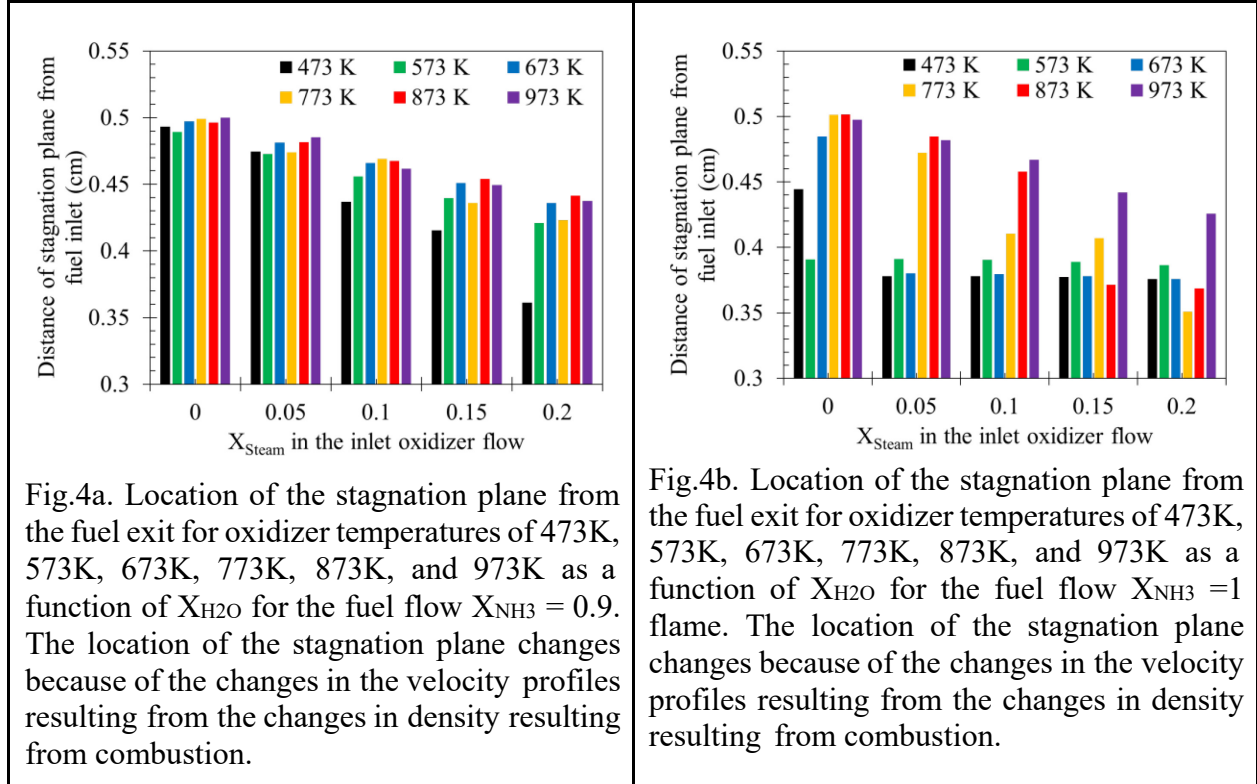 0.55
0.5
0.45
0.4
0.35
0.3
Distance of stagnation plane from
fuel inlet (cm)
473 K 573 K 673 K
773 K 873 K 973 K
0 0.05 0.1 0.15 0.2
XSteam in the inlet oxidizer flow
Fig.4a. Location of the stagnation plane from
the fuel exit for oxidizer temperatures of 473K,
573K, 673K, 773K, 873K, and 973K as a
function of XH2O for the fuel flow XNH3 = 0.9.
The location of the stagnation plane changes
because of the changes in the velocity profiles
resulting from the changes in density resulting
from combustion.
0.55
0.5
0.45
0.4
0.35
0.3
Distance of stagnation plane from
fuel inlet (cm)
473 K 573 K 673 K
773 K 873 K 973 K
0 0.05 0.1 0.15 0.2
XSteam in the inlet oxidizer flow
Fig.4b. Location of the stagnation plane from
the fuel exit for oxidizer temperatures of 473K,
573K, 673K, 773K, 873K, and 973K as a
function of XH2O for the fuel flow XNH3 =1
flame. The location of the stagnation plane
changes because of the changes in the velocity
profiles resulting from the changes in density
resulting from combustion.